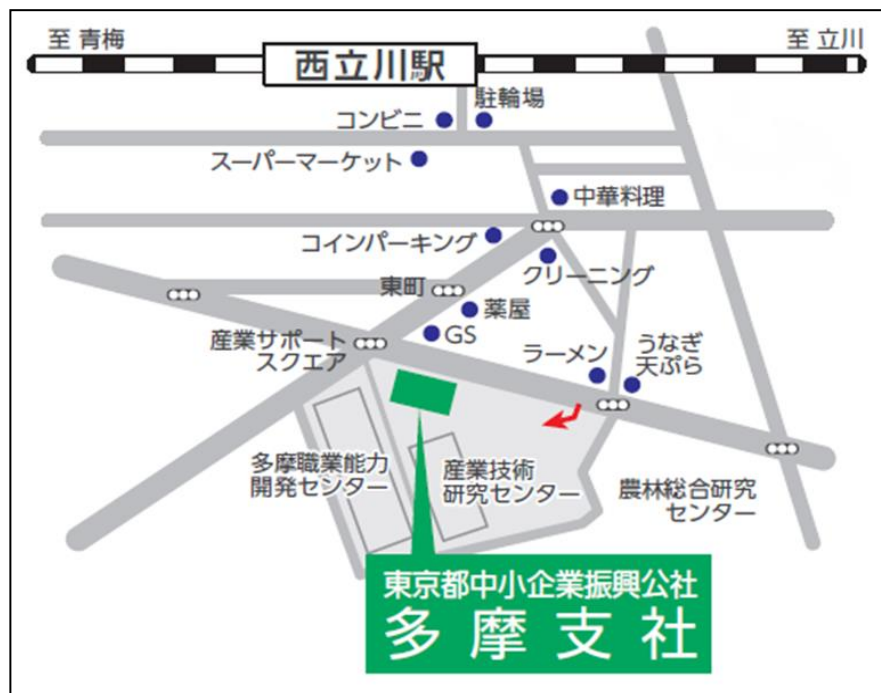 至 青梅
至 立川
西立川駅
駐輪場
コンビニ
スーパーマーケット
中華料理
コインパーキング
クリーニング
東町
薬屋
GS
産業サポート
スクエア
ラーメン
うなぎ
天ぷら
多摩職業能力
開発センター
産業技術
研究センター
農林総合研究
センター
東京都中小企業振興公社
多摩支社